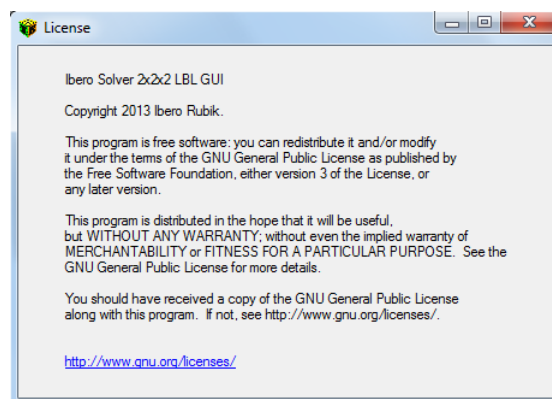 License
Ibero Solver 2x2x2 LBL GUI
Copyright 2013 Ibero Rubik.
This program is free software: you can redistribute it and/or modify
it under the terms of the GNU General Public License as published by
the Free Software Foundation, either version 3 of the License, or
any later version.
This program is distributed in the hope that it will be useful,
but WITHOUT ANY WARRANTY; without even the implied warranty of
MERCHANTABILITY or FITNESS FOR A PARTICULAR PURPOSE.  See the
GNU General Public License for more details.
You should have received a copy of the GNU General Public License
along with this program.  If not, see http://www.gnu.org/licenses/.
http://www.gnu.org/licenses/